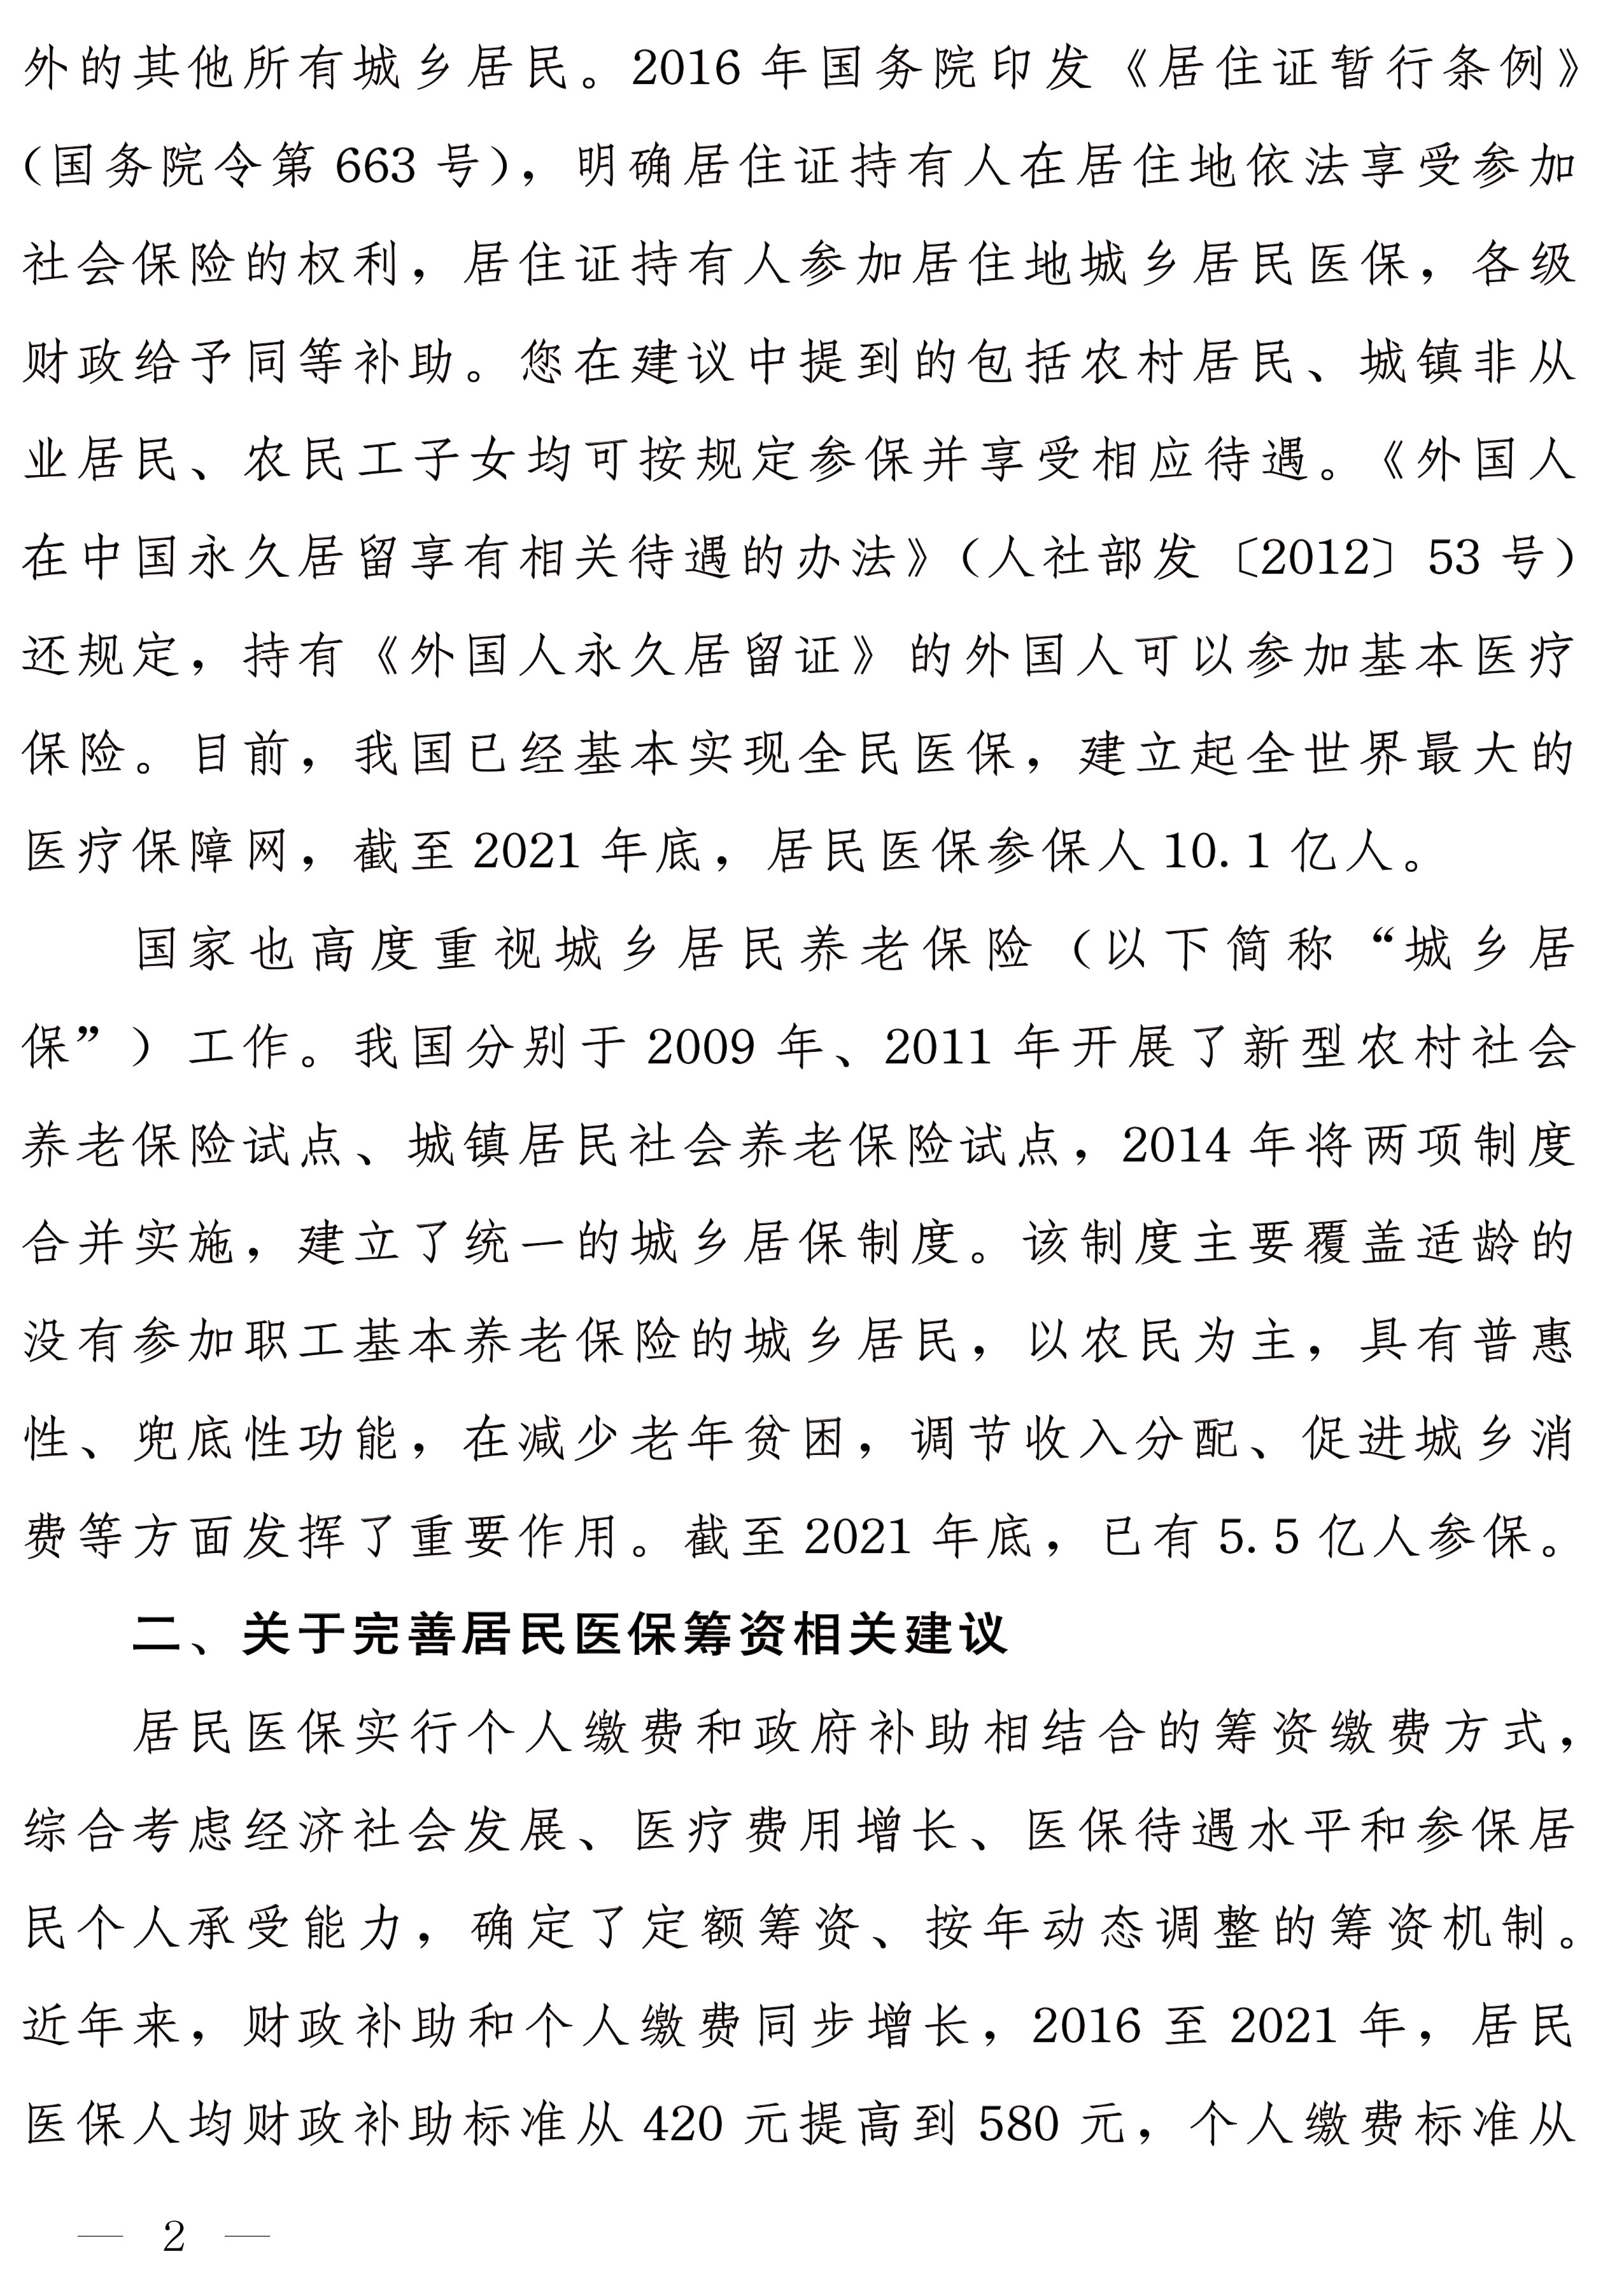 外的其他所有城乡居民。2016 年国务院印发《居住证暂行条例》
（国务院令第 663 号），明确居住证持有人在居住地依法享受参加
社会保险的权利，居住证持有人参加居住地城乡居民医保，各级
财政给予同等补助。您在建议中提到的包括农村居民、城镇非从
业居民、农民工子女均可按规定参保并享受相应待遇。《外国人
在中国永久居留享有相关待遇的办法》（人社部发〔2012〕53 号）
还规定，持有《外国人永久居留证》的外国人可以参加基本医疗
保险。目前，我国已经基本实现全民医保，建立起全世界最大的
医疗保障网，截至 2021 年底，居民医保参保人 10.1 亿人。
国家也高度重视城乡居民养老保险（以下简称“城乡居
保”）工作。我国分别于 2009 年、2011 年开展了新型农村社会
养老保险试点、城镇居民社会养老保险试点，2014 年将两项制度
合并实施，建立了统一的城乡居保制度。该制度主要覆盖适龄的
没有参加职工基本养老保险的城乡居民，以农民为主，具有普惠
性、兜底性功能，在减少老年贫困，调节收入分配、促进城乡消
费等方面发挥了重要作用。截至 2021 年底，已有 5.5 亿人参保。
二、关于完善居民医保筹资相关建议
居民医保实行个人缴费和政府补助相结合的筹资缴费方式，
综合考虑经济社会发展、医疗费用增长、医保待遇水平和参保居
民个人承受能力，确定了定额筹资、按年动态调整的筹资机制。
近年来，财政补助和个人缴费同步增长，2016 至 2021 年，居民
医保人均财政补助标准从 420 元提高到 580 元，个人缴费标准从
— 2 —